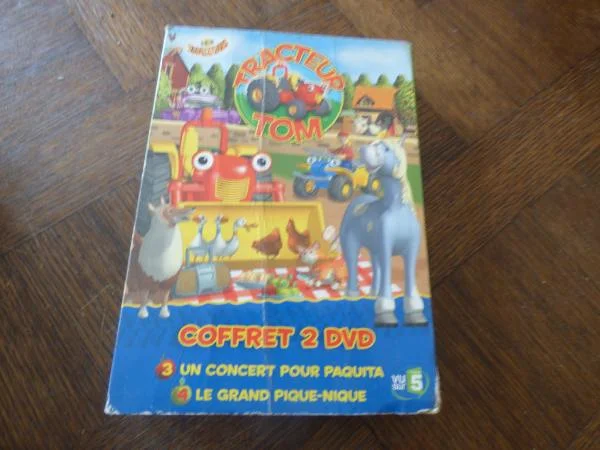 TRACTEUR
TOM
COFFRET 2 DVD
3 UN CONCERT POUR PAQUITA
4 LE GRAND PIQUE-NIQUE
VU
sur
5